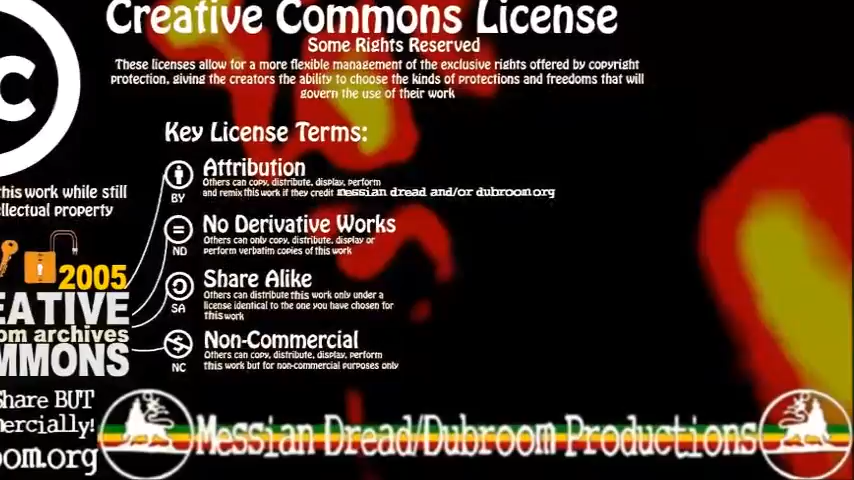 Creative Commons License
Some Rights Reserved
These licenses allow for a more flexible management of the exclusive rights offered by copyright
protection, giving the creators the ability to choose the kinds of protections and freedoms that will
govern the use of their work
Key License Terms:
Attribution
Others can copy, distribute, display, perform
and remix this work if they credit messian dread and/or dubroom.org
BY
No Derivative Works
Others can only copy, distribute, display or
perform verbatim copies of this work
ND
Share Alike
Others can distribute this work only under a
license identical to the one you have chosen for
this work
SA
Non-Commercial
Others can copy, distribute, display, perform
this work but for non-commercial purposes only
NC
C
this work while still
ellectual property
2005
EATIVE
om archives
MMONS
Share BUT
ercially!
oom.org
Messian Dread/Dubroom Productions